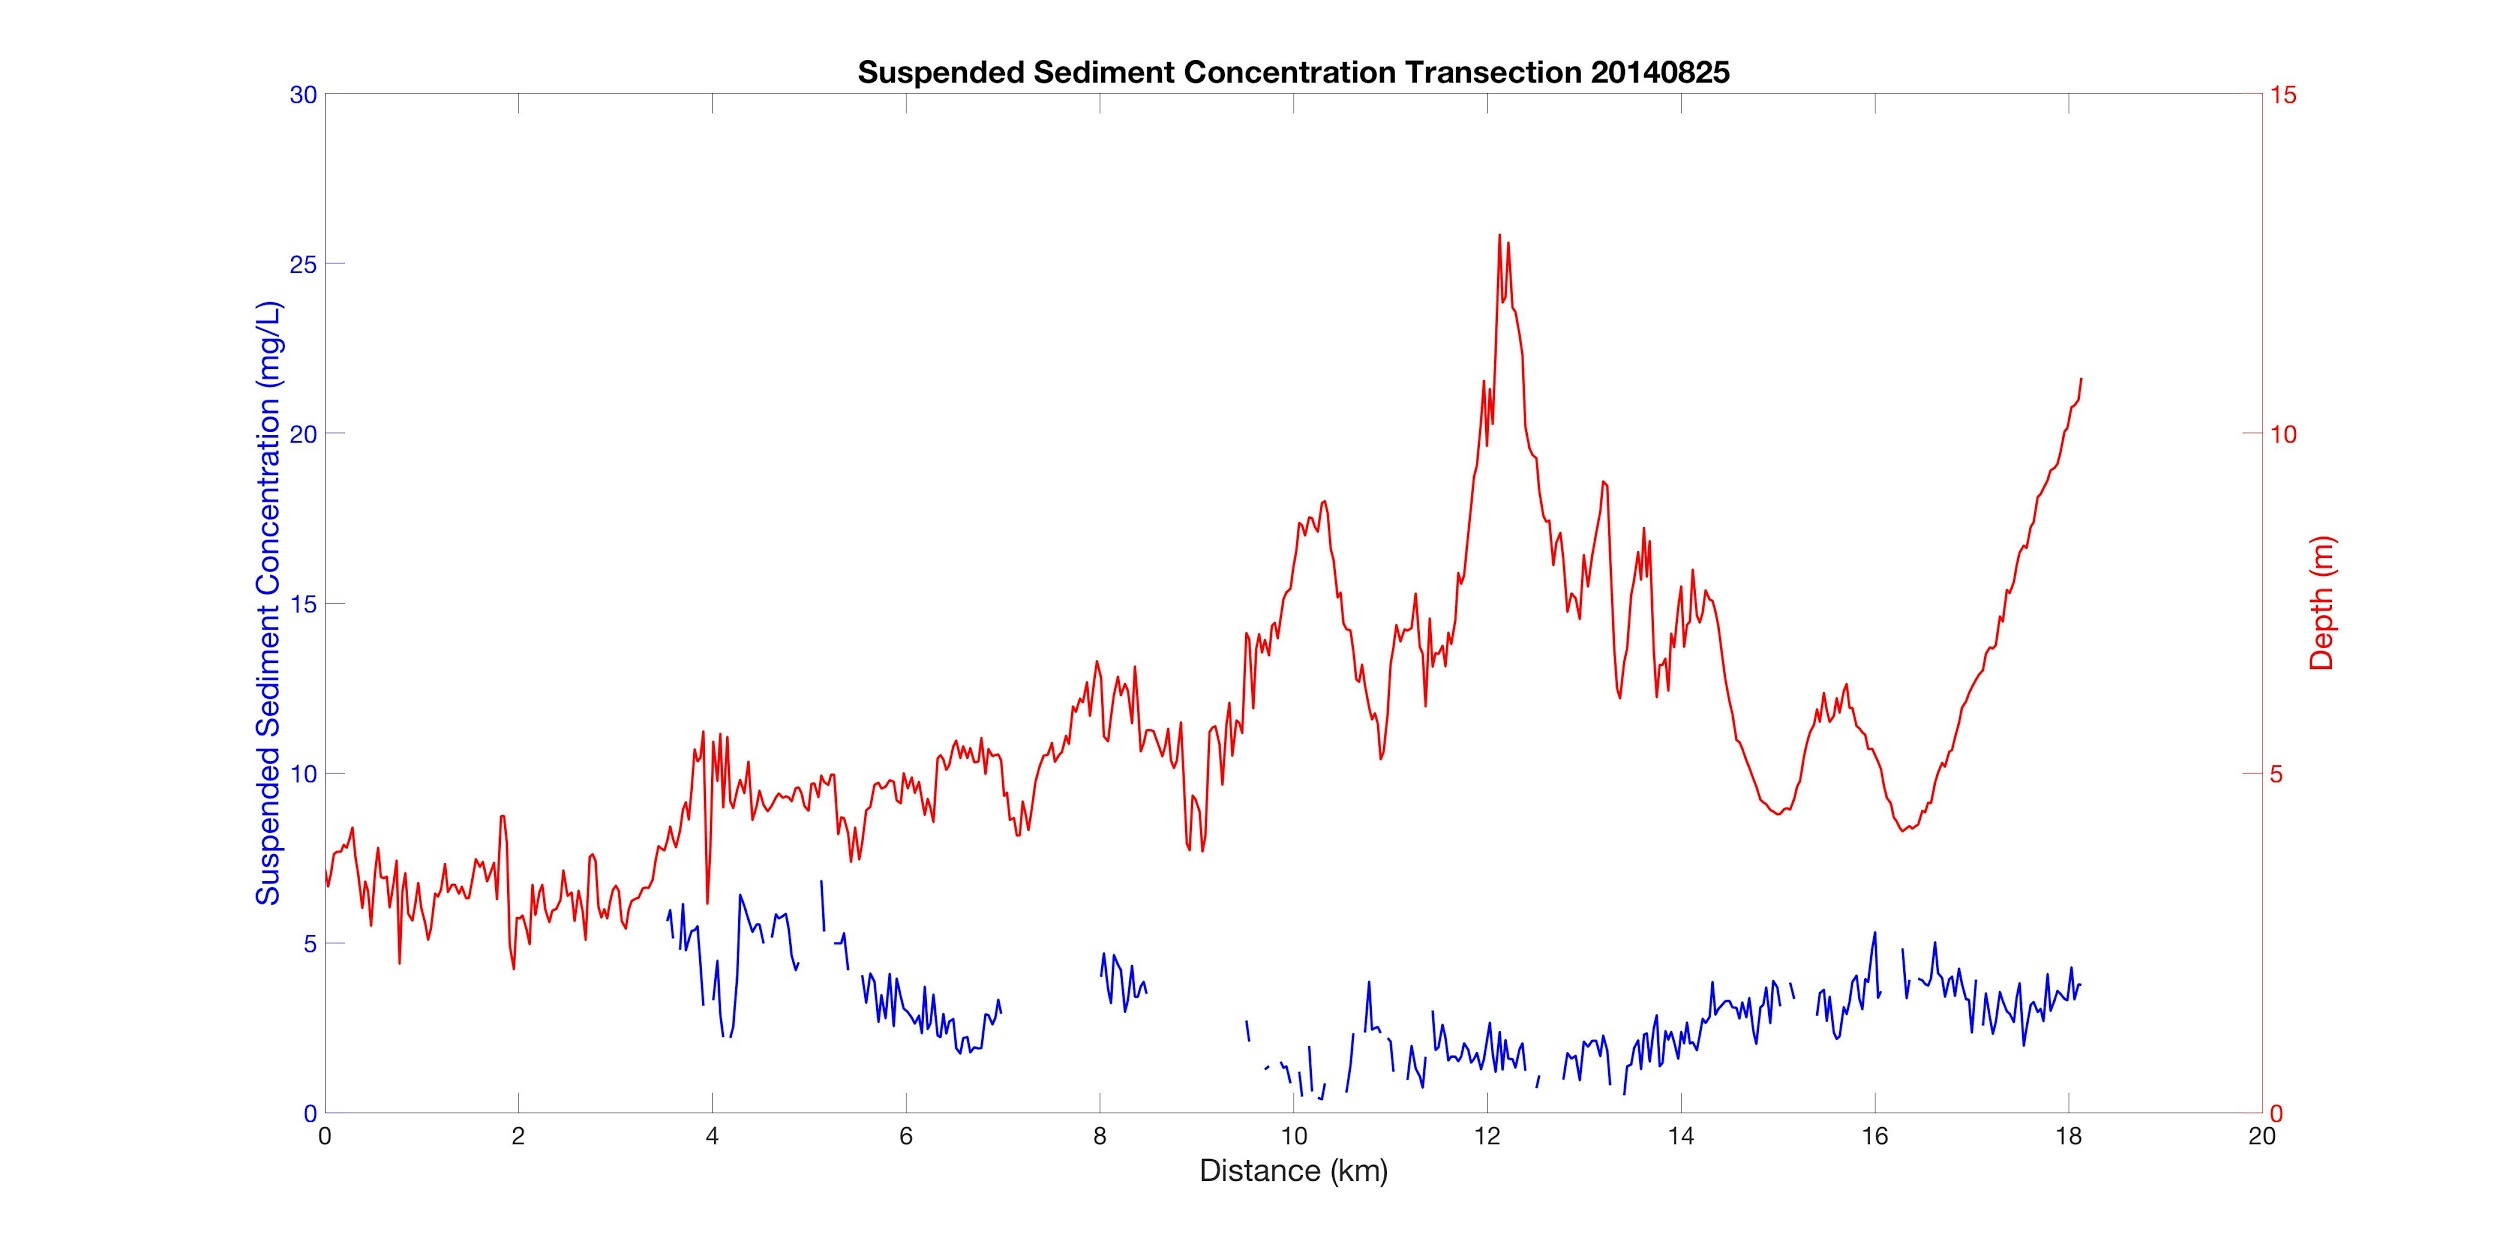 Suspended Sediment Concentration Transection 20140825
30
25
20
15
10
5
0
Suspended Sediment Concentration (mg/L)
15
10
5
0
Depth (m)
0 2 4 6 8 10 12 14 16 18 20
Distance (km)